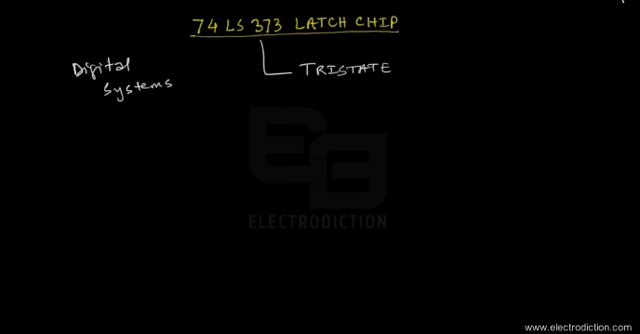 74 LS 373 LATCH CHIP
TRISTATE
Digital
Systems
ELECTRODICTION
www.electrodiction.com